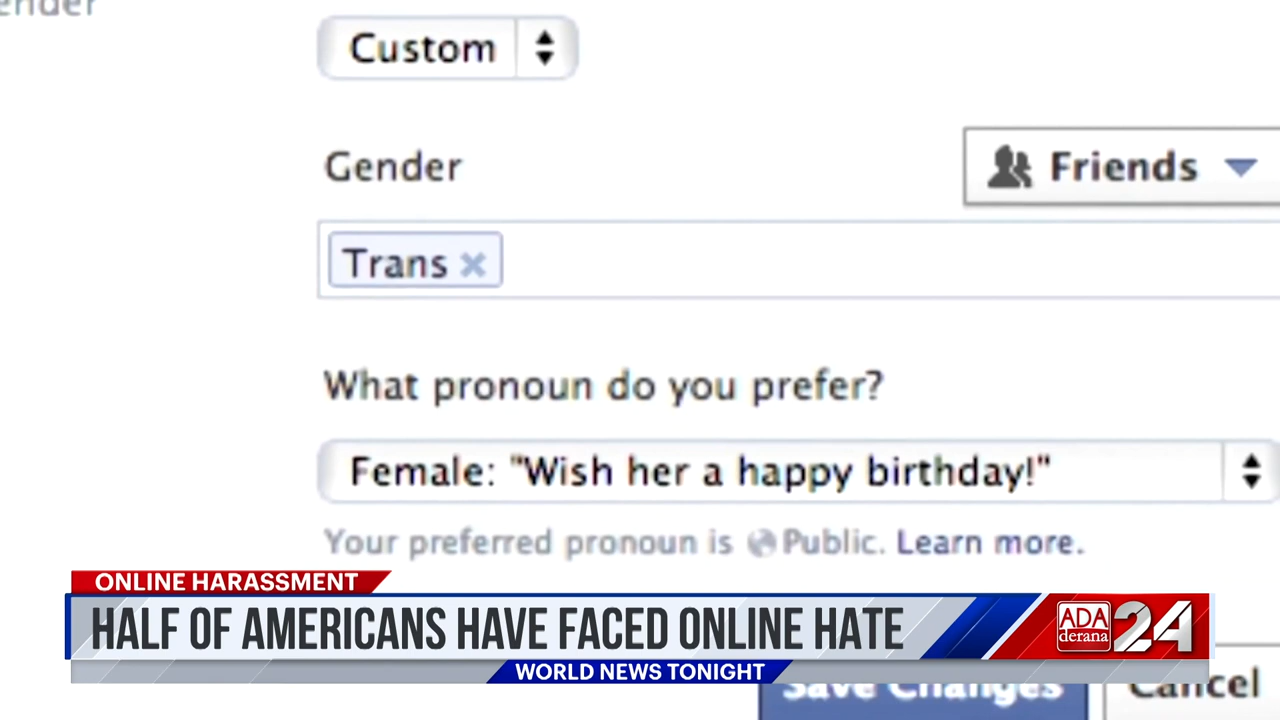 Custom
Gender
Friends
Trans
What pronoun do you prefer?
Female: "Wish her a happy birthday!"
Your preferred pronoun is Public. Learn more.
ONLINE HARASSMENT
HALF OF AMERICANS HAVE FACED ONLINE HATE
ADA derana 24
WORLD NEWS TONIGHT
Save Changes
Cancel